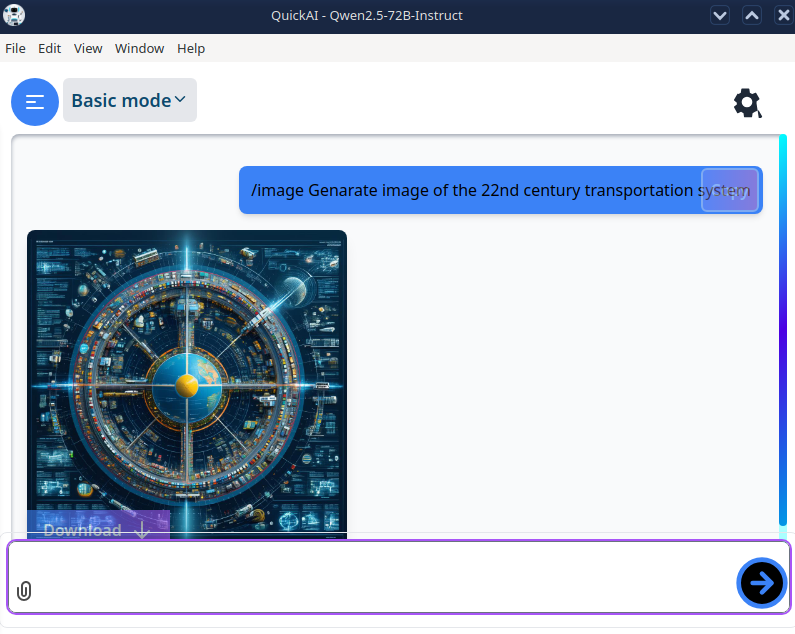 QuickAI - Qwen2.5-72B-Instruct
File Edit View Window Help
Basic mode
/image Genarate image of the 22nd century transportation system
Copy
Download